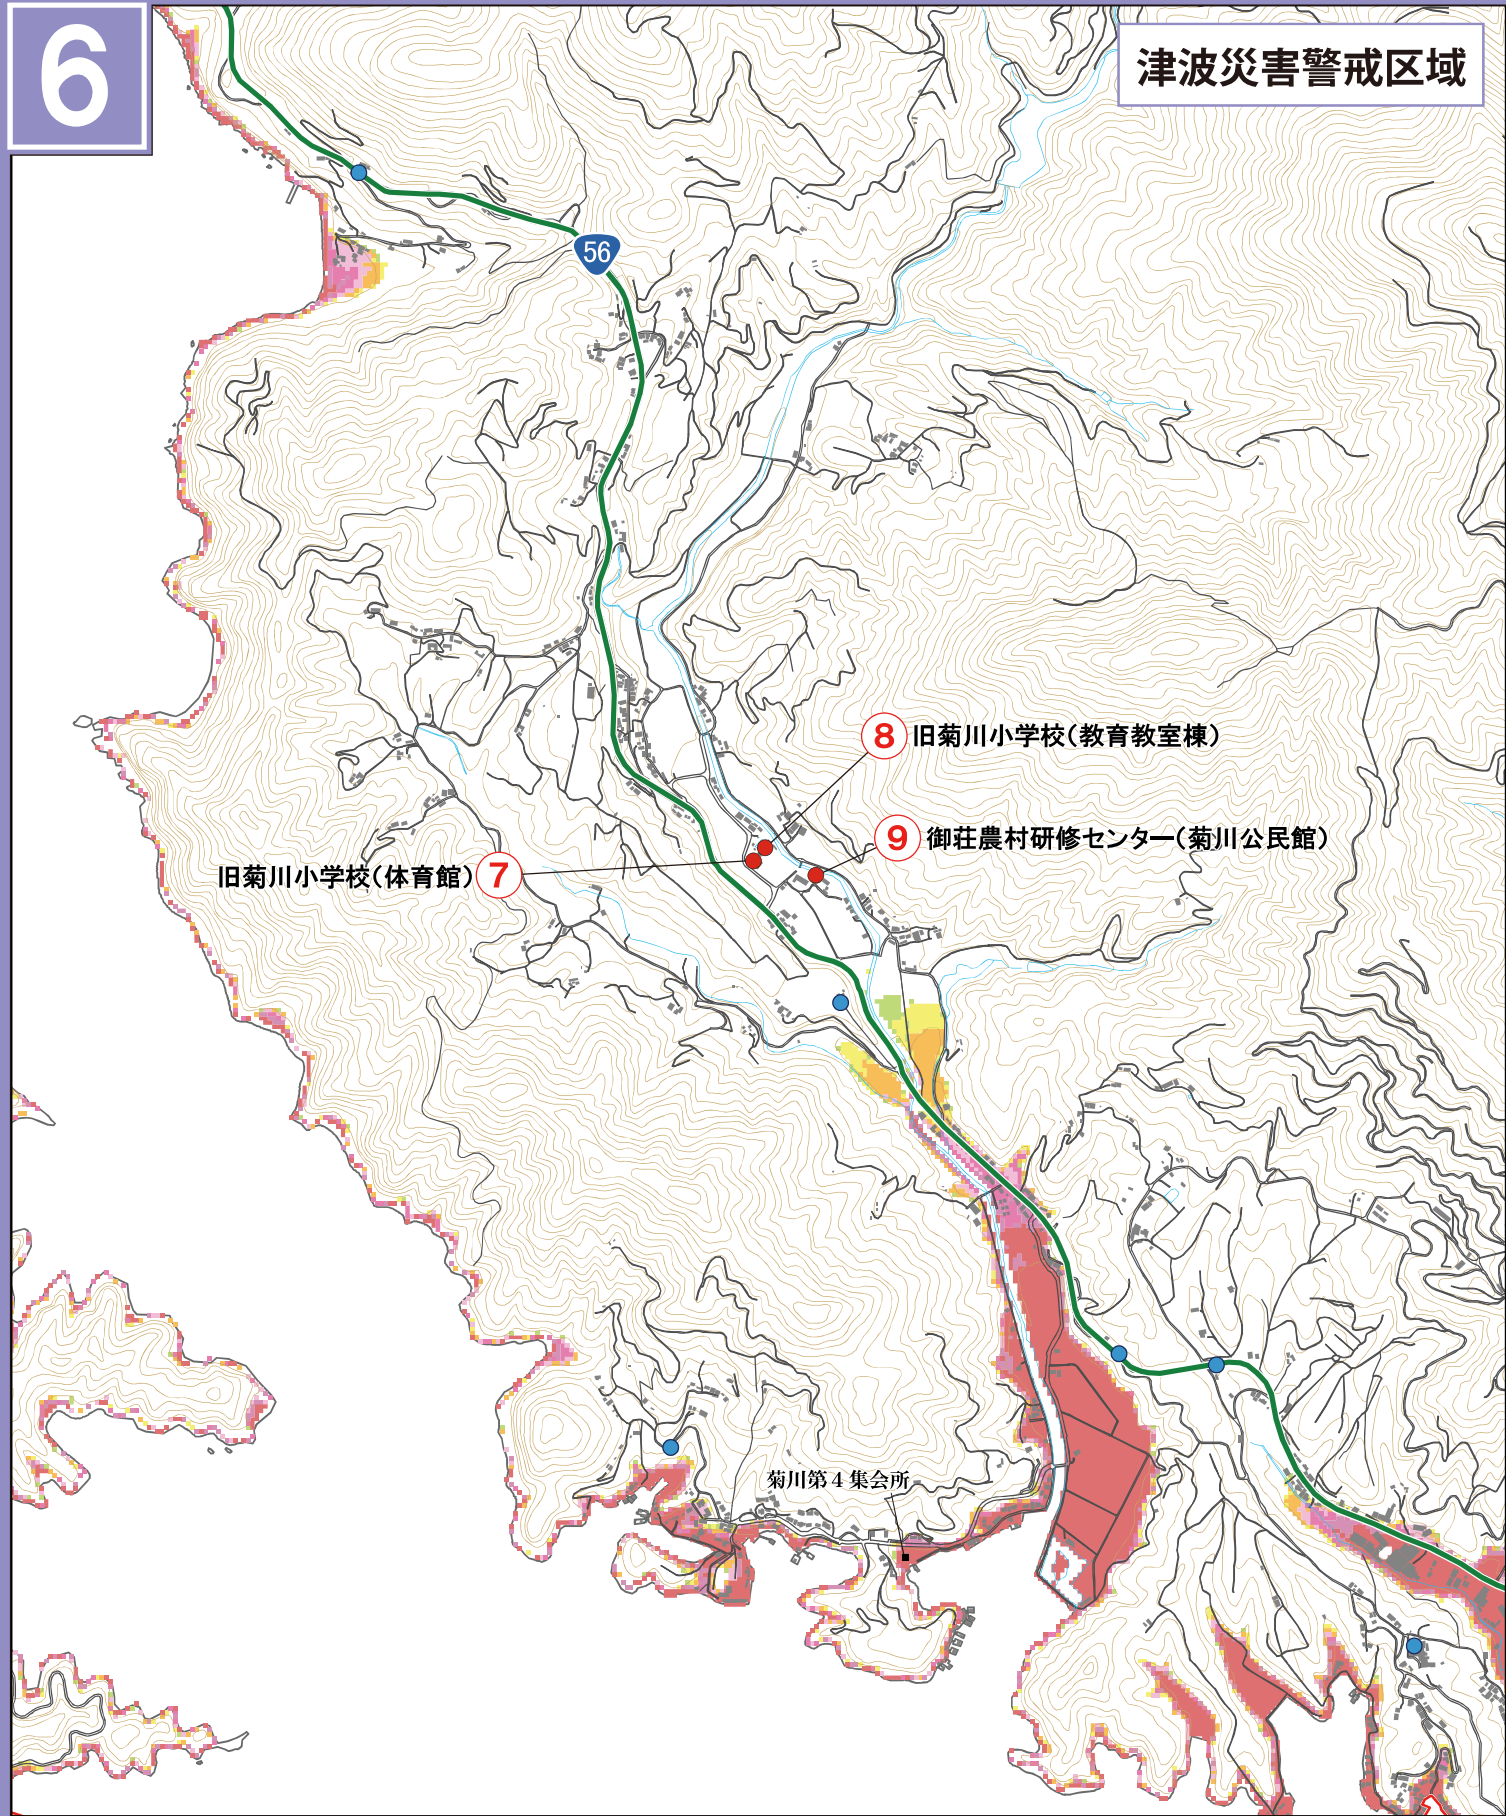 6
津波災害警戒区域
56
8 旧菊川小学校（教育教室棟）
9 御荘農村研修センター（菊川公民館）
旧菊川小学校（体育館） 7
菊川第４集会所